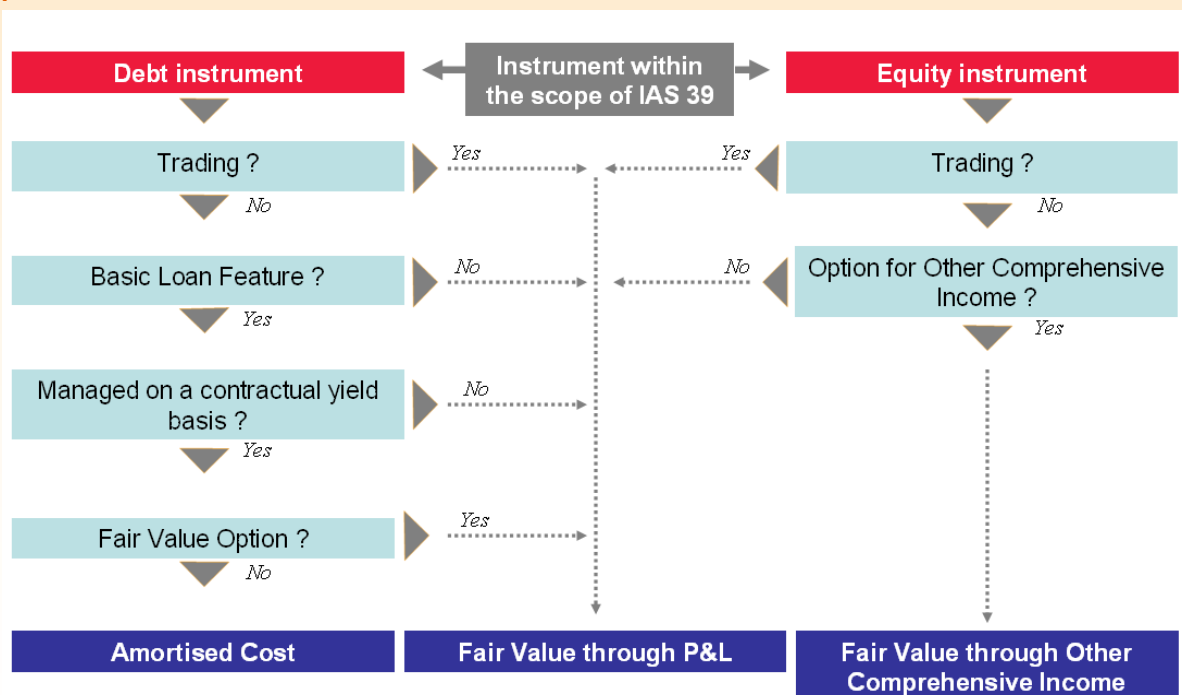 Instrument within
the scope of IAS 39
Debt instrument
Equity instrument
Trading ?
Yes
Yes
Trading ?
No
No
Basic Loan Feature ?
No
No
Option for Other Comprehensive
Income ?
Yes
Yes
Managed on a contractual yield
basis ?
No
Yes
Fair Value Option ?
Yes
No
Amortised Cost
Fair Value through P&L
Fair Value through Other
Comprehensive Income